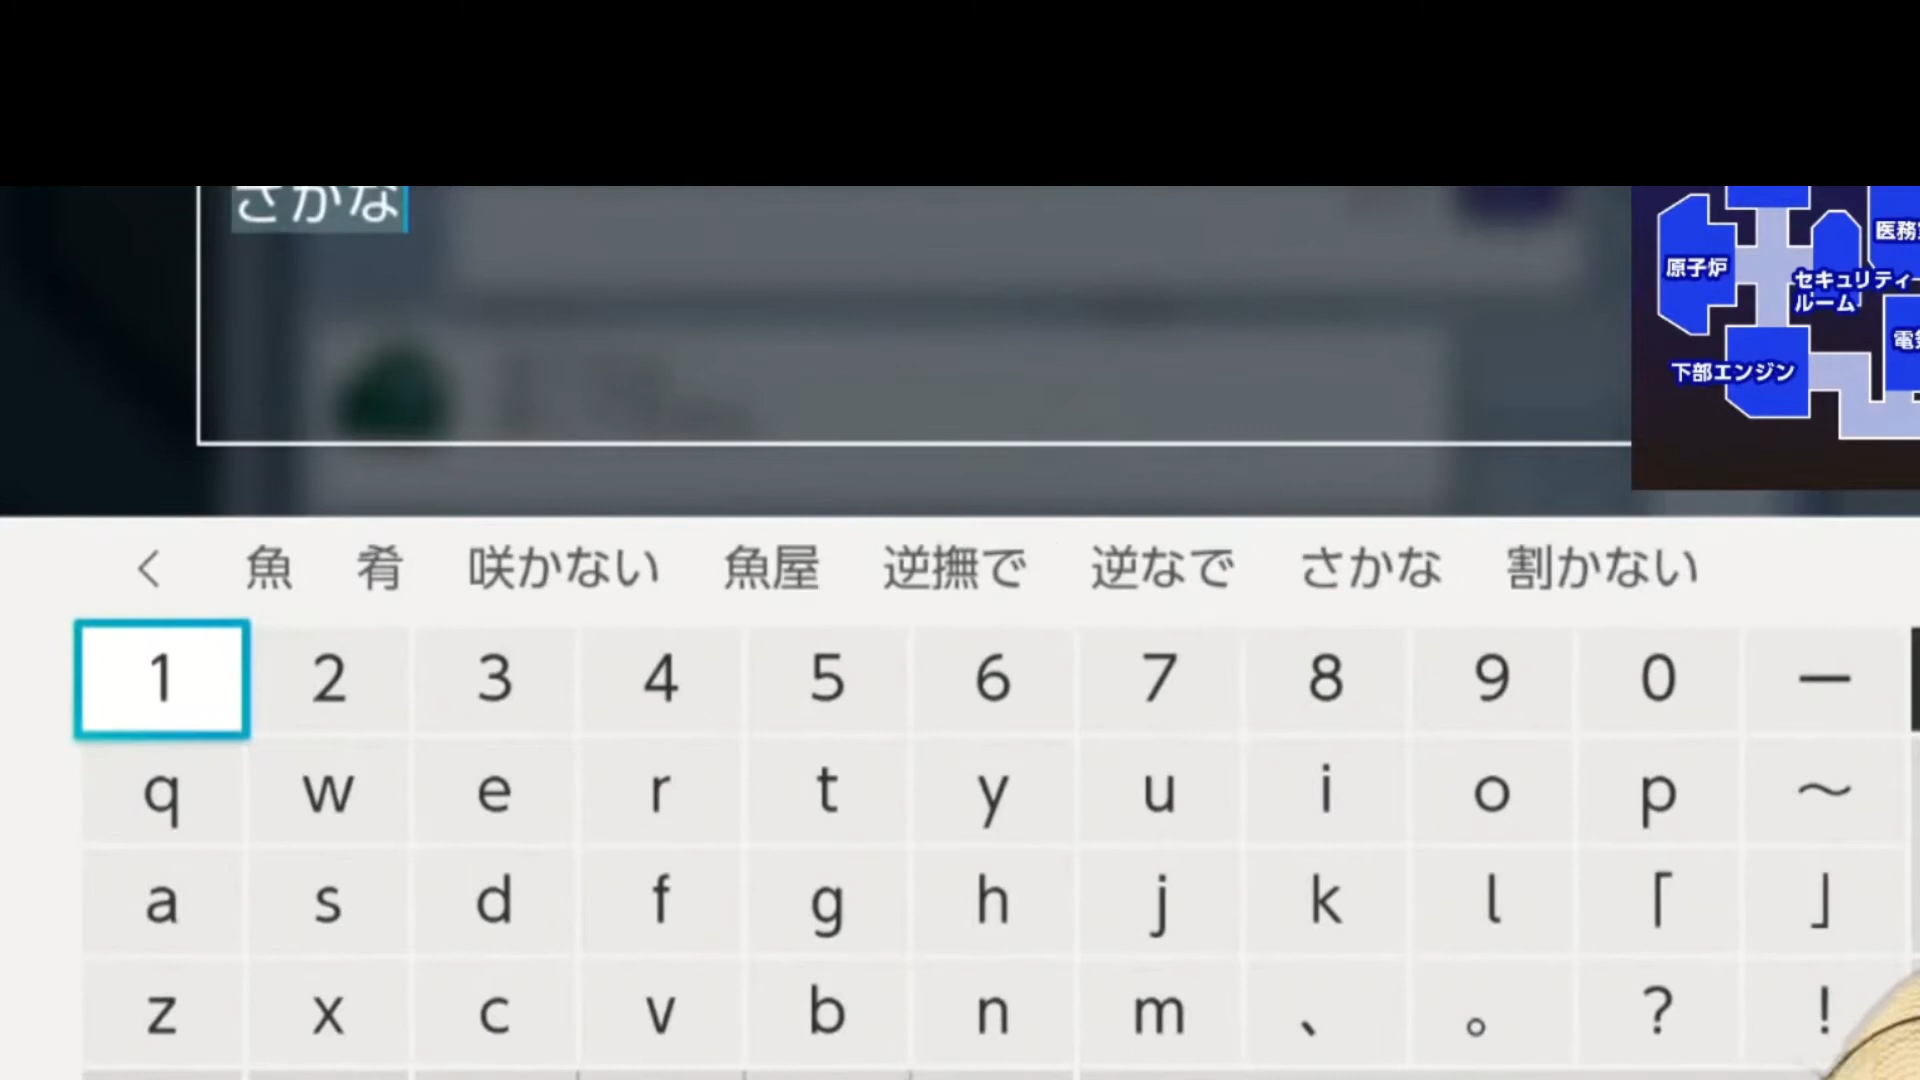 さかな
医務
原子炉
セキュリティー
ルーム
電気
下部エンジン
< 魚 肴 咲かない 魚屋 逆撫で 逆なで さかな 割かない
1 2 3 4 5 6 7 8 9 0 ー
q w e r t y u i o p ～
a s d f g h j k l 「 」
z x c v b n m 、 。 ? !